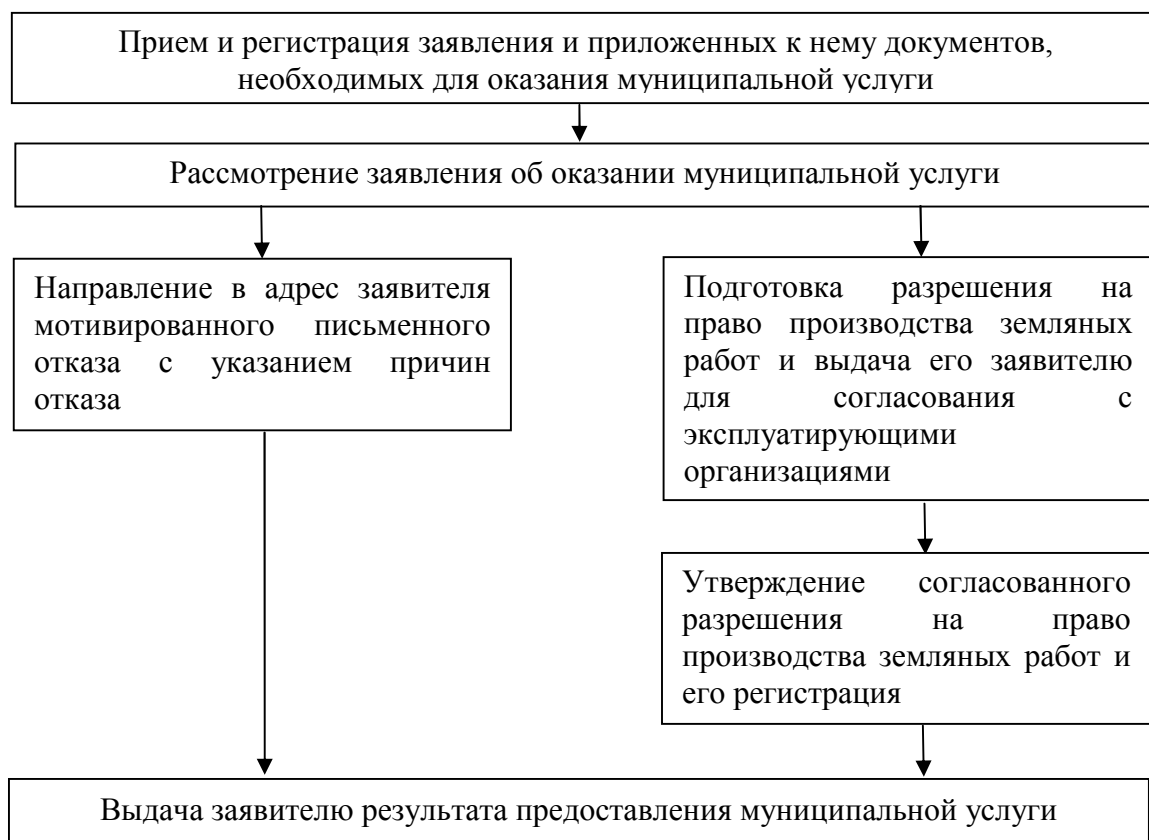 Прием и регистрация заявления и приложенных к нему документов,
необходимых для оказания муниципальной услуги
Рассмотрение заявления об оказании муниципальной услуги
Направление в адрес заявителя
мотивированного письменного
отказа с указанием причин
отказа
Подготовка разрешения на
право производства земляных
работ и выдача его заявителю
для согласования с
эксплуатирующими
организациями
Утверждение согласованного
разрешения на право
производства земляных работ и
его регистрация
Выдача заявителю результата предоставления муниципальной услуги